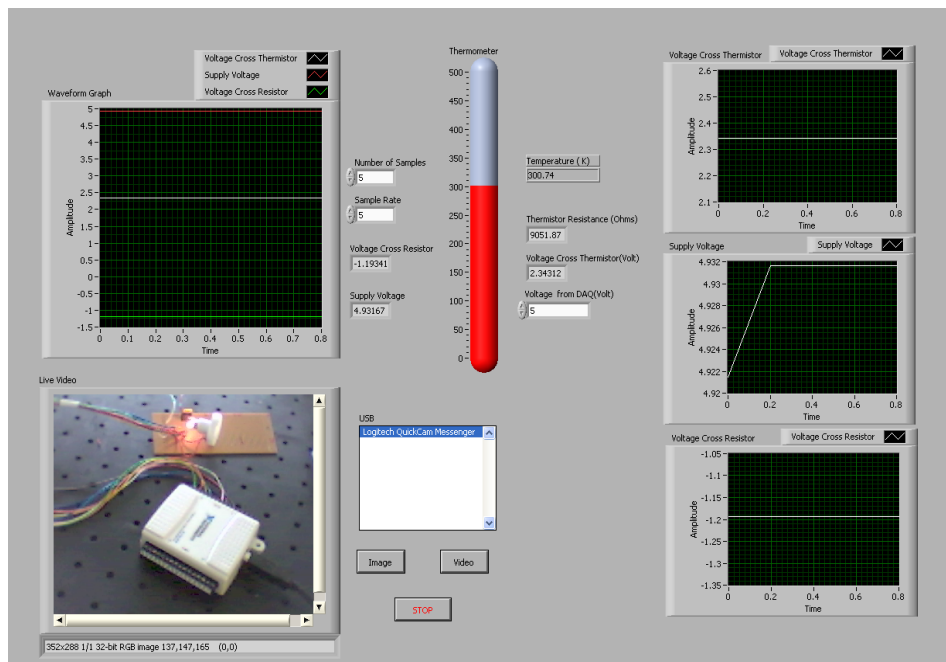 Voltage Cross Thermistor
Supply Voltage
Voltage Cross Resistor
Waveform Graph
5
4.5
4
3.5
3
2.5
2
1.5
1
0.5
0
-0.5
-1
-1.5
Amplitude
0 0.1 0.2 0.3 0.4 0.5 0.6 0.7 0.8
Time
Number of Samples
5
Sample Rate
5
Voltage Cross Resistor
-1.19341
Supply Voltage
4.93167
Thermometer
500
450
400
350
300
250
200
150
100
50
0
Temperature ( K)
300.74
Thermistor Resistance (Ohms)
9051.87
Voltage Cross Thermistor(Volt)
2.34312
Voltage from DAQ(Volt)
5
Voltage Cross Thermistor
Voltage Cross Thermistor
2.6
2.5
2.4
2.3
2.2
2.1
Amplitude
0 0.2 0.4 0.6 0.8
Time
Supply Voltage
Supply Voltage
4.932
4.93
4.928
4.926
4.924
4.922
4.92
Amplitude
0 0.2 0.4 0.6 0.8
Time
Voltage Cross Resistor
Voltage Cross Resistor
-1.05
-1.1
-1.15
-1.2
-1.25
-1.3
-1.35
Amplitude
0 0.2 0.4 0.6 0.8
Time
Live Video
352x288 1/1 32-bit RGB image 137,147,165 (0,0)
USB
Logitech QuickCam Messenger
Image
Video
STOP